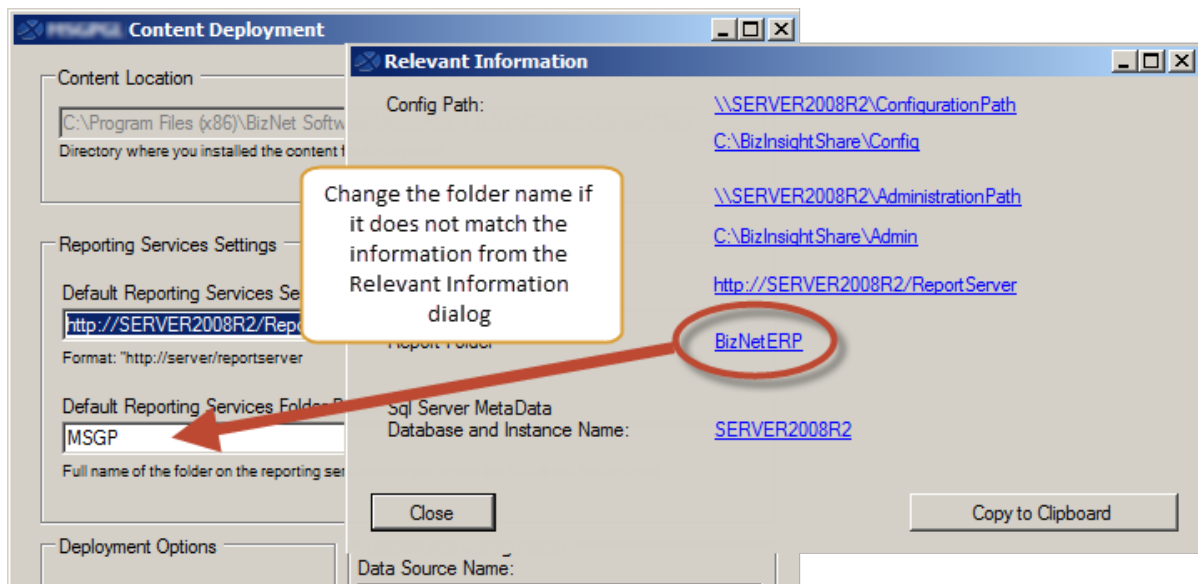 Content Deployment
Relevant Information
Content Location
C:\Program Files (x86)\BizNet Softw
Directory where you installed the content f
Config Path:
\\SERVER2008R2\ConfigurationPath
C:\BizInsightShare\Config
\\SERVER2008R2\AdministrationPath
C:\BizInsightShare\Admin
http://SERVER2008R2/ReportServer
Change the folder name if
it does not match the
information from the
Relevant Information
dialog
Reporting Services Settings
Default Reporting Services Se
http://SERVER2008R2/Repo
Format: "http://server/reportserver
Report Folder
BizNetERP
Default Reporting Services Folder
MSGP
Full name of the folder on the reporting ser
Sql Server MetaData
Database and Instance Name:
SERVER2008R2
Close
Copy to Clipboard
Deployment Options
Data Source Name: